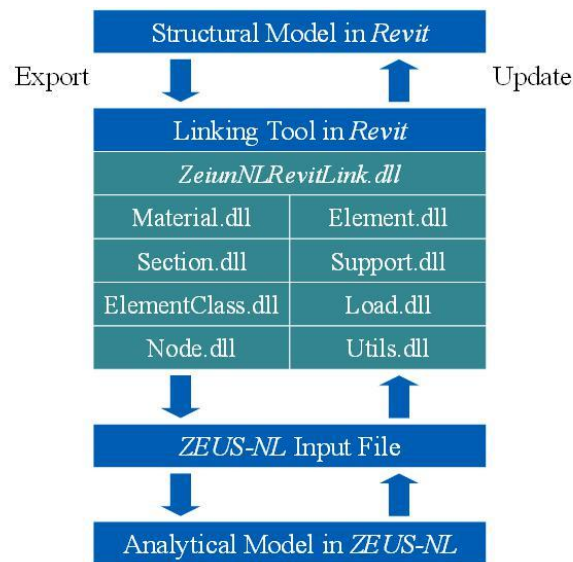 Structural Model in Revit
Export
Update
Linking Tool in Revit
ZeiunNLRevitLink.dll
Material.dll
Element.dll
Section.dll
Support.dll
ElementClass.dll
Load.dll
Node.dll
Utils.dll
ZEUS-NL Input File
Analytical Model in ZEUS-NL